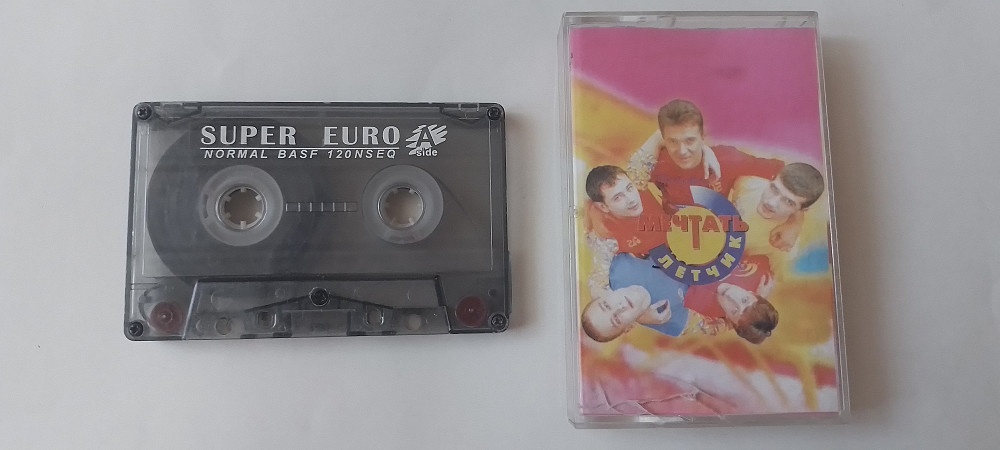 SUPER EURO A
NORMAL BASF 120NSEQ side
МЕЧТАТЬ
ЛЕТЧИК